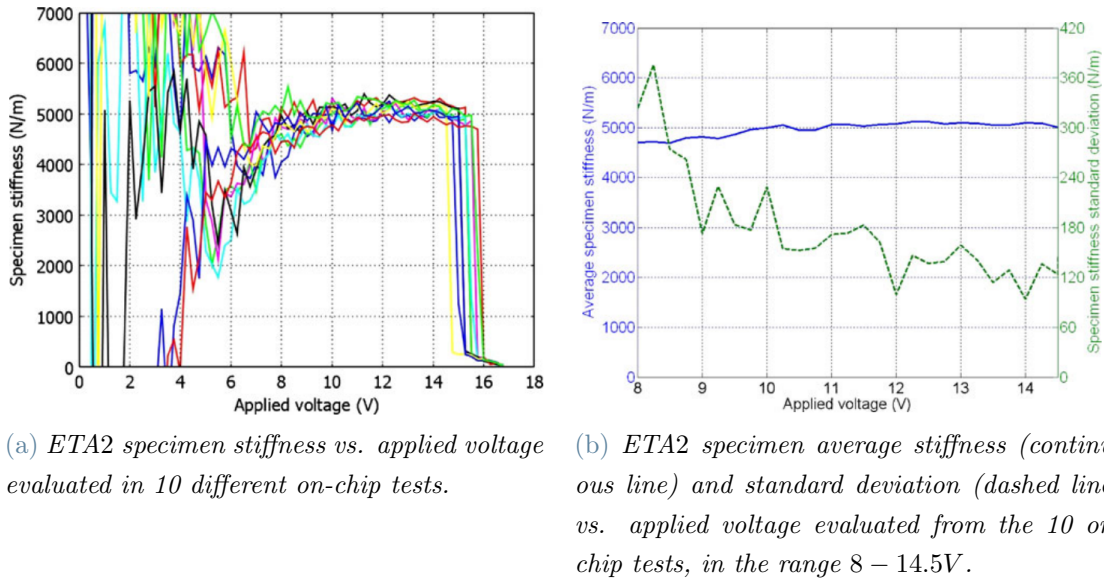 7000
6000
5000
4000
3000
2000
1000
0
Specimen stiffness (N/m)
0 2 4 6 8 10 12 14 16 18
Applied voltage (V)
7000
6000
5000
4000
3000
2000
1000
0
Average specimen stiffness (N/m)
8 9 10 11 12 13 14
Applied voltage (V)
420
360
300
240
180
120
60
0
Specimen stiffness standard deviation (N/m)
(a) ETA2 specimen stiffness vs. applied voltage
evaluated in 10 different on-chip tests.
(b) ETA2 specimen average stiffness (continu
ous line) and standard deviation (dashed line
vs. applied voltage evaluated from the 10 on
chip tests, in the range 8 − 14.5V.